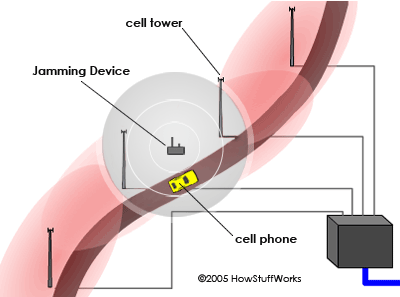 cell tower
Jamming Device
cell phone
©2005 HowStuffWorks